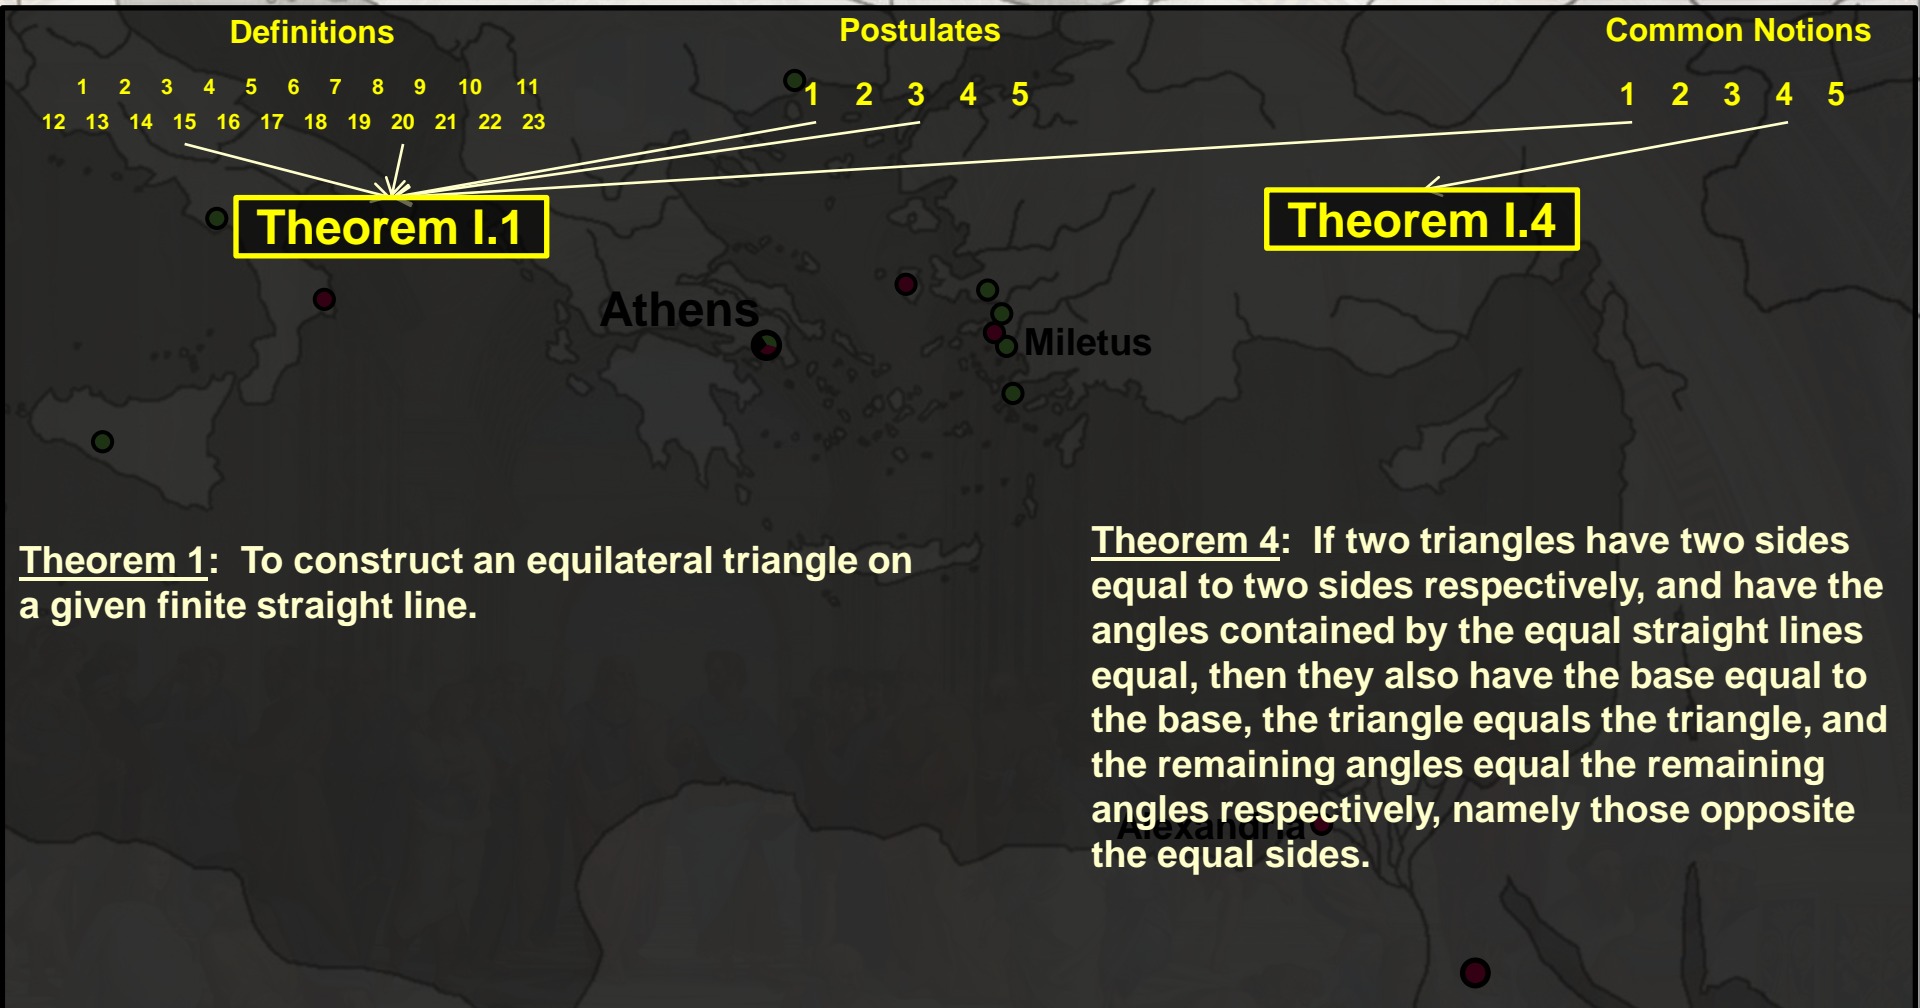 Definitions
Postulates
Common Notions
1 2 3 4 5 6 7 8 9 10 11
12 13 14 15 16 17 18 19 20 21 22 23
1 2 3 4 5
1 2 3 4 5
Theorem I.1
Theorem I.4
Athens
Miletus
Theorem 1: To construct an equilateral triangle on
a given finite straight line.
Theorem 4: If two triangles have two sides
equal to two sides respectively, and have the
angles contained by the equal straight lines
equal, then they also have the base equal to
the base, the triangle equals the triangle, and
the remaining angles equal the remaining
angles respectively, namely those opposite
the equal sides.
Alexandria